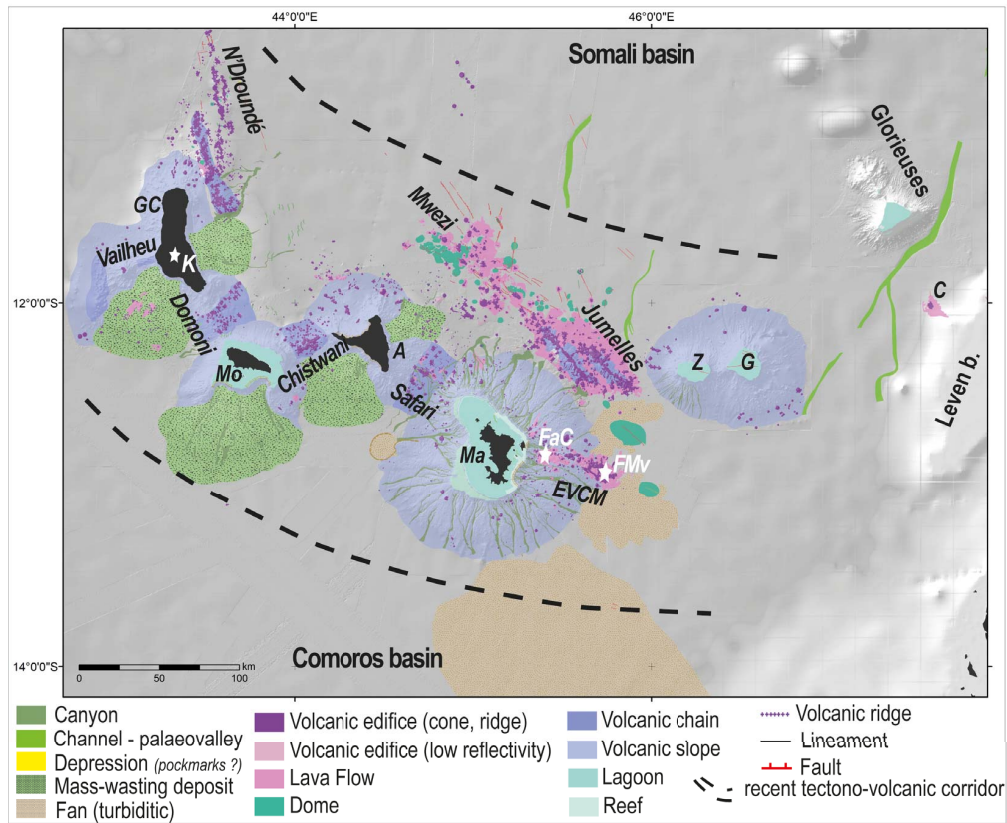 44°0'0"E
46°0'0"E
Somali basin
N'Droundé
Glorieuses
Mwezi
GC
Vailheu
K
12°0'0"S
C
Domoni
Jumelles
Chistwani
A
Z
G
Mo
Safari
Leven b.
FaC
Ma
FMv
EVCM
14°0'0"S
0 50 100 km
Comoros basin
Canyon
Channel - palaeovalley
Depression (pockmarks ?)
Mass-wasting deposit
Fan (turbiditic)
Volcanic edifice (cone, ridge)
Volcanic edifice (low reflectivity)
Lava Flow
Dome
Volcanic chain
Volcanic slope
Lagoon
Reef
Volcanic ridge
Lineament
Fault
recent tectono-volcanic corridor